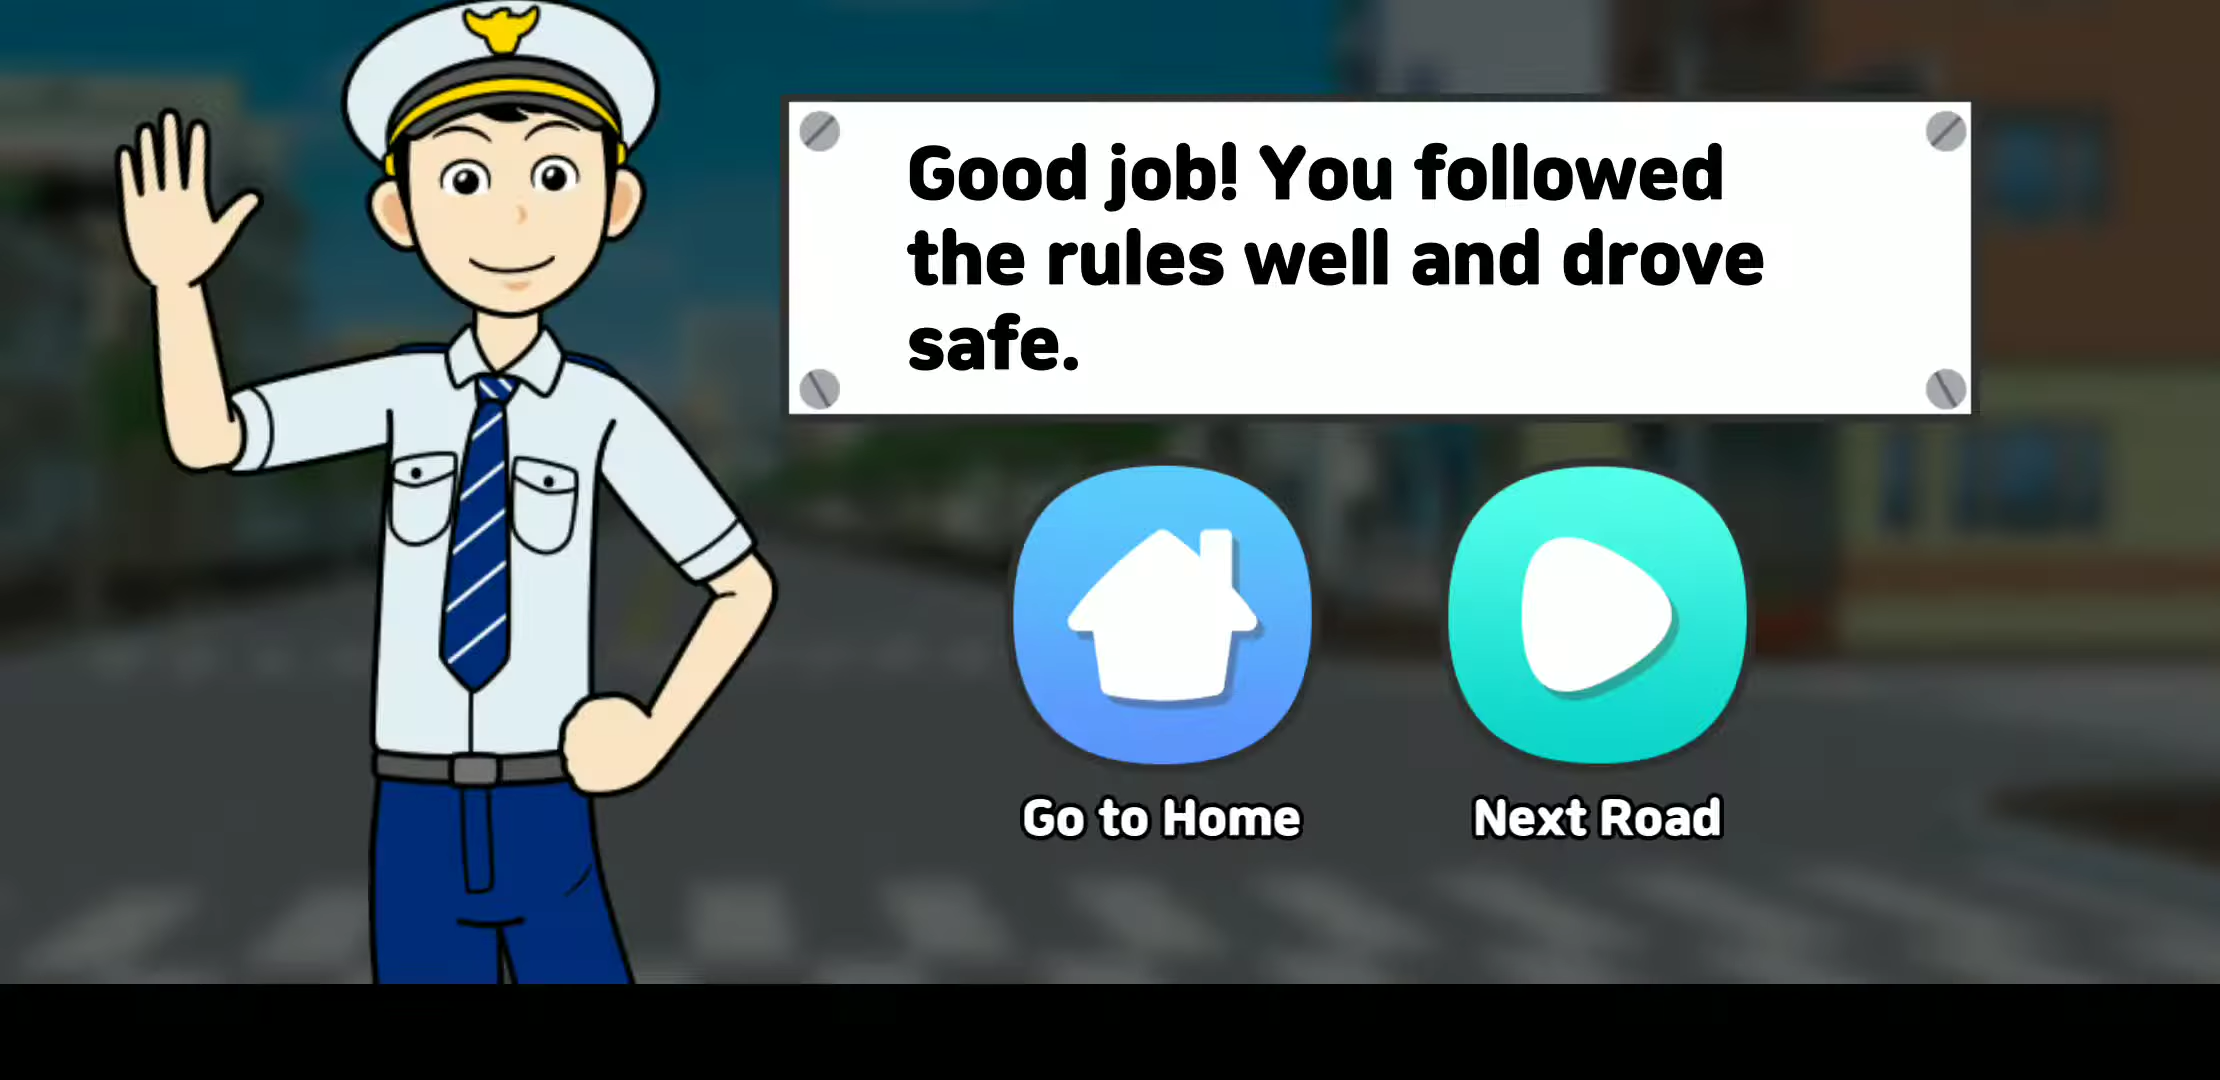 Good job! You followed
the rules well and drove
safe.
Go to Home
Next Road